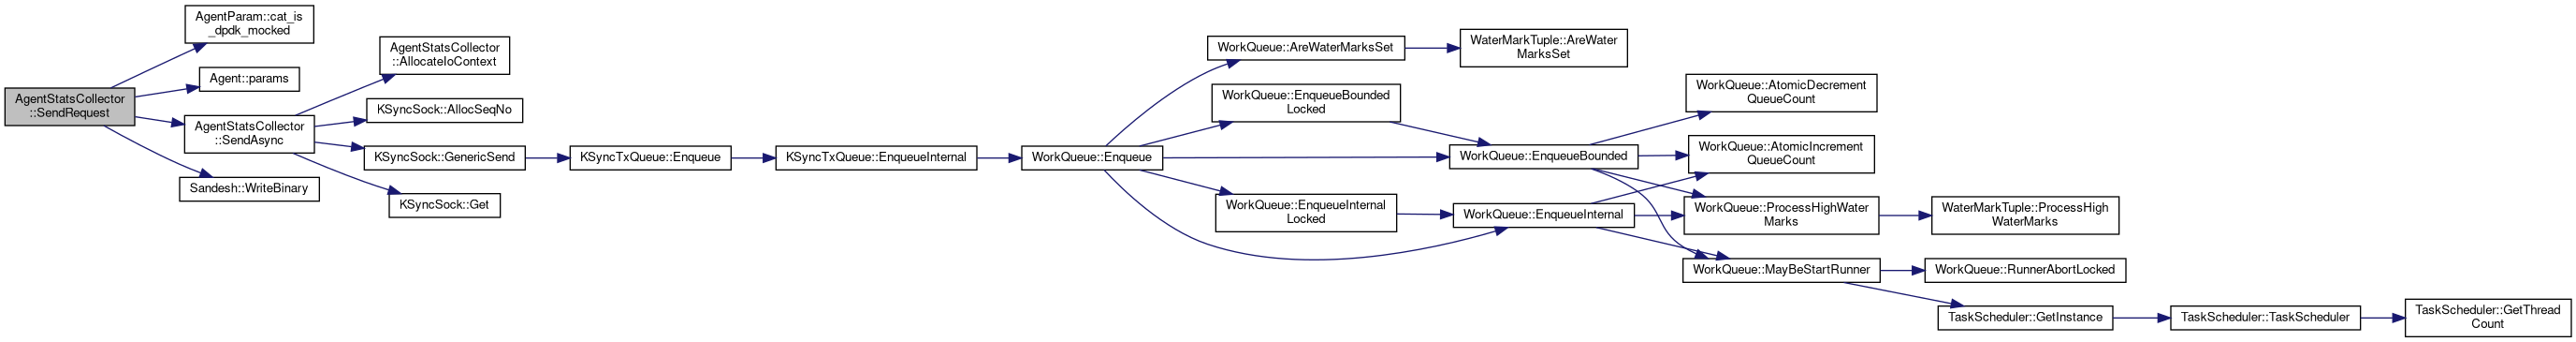 AgentStatsCollector
::SendRequest
AgentParam::cat_is
_dpdk_mocked
Agent::params
AgentStatsCollector
::SendAsync
Sandesh::WriteBinary
AgentStatsCollector
::AllocateIoContext
KSyncSock::AllocSeqNo
KSyncSock::GenericSend
KSyncSock::Get
KSyncTxQueue::Enqueue
KSyncTxQueue::EnqueueInternal
WorkQueue::Enqueue
WorkQueue::AreWaterMarksSet
WorkQueue::EnqueueBounded
Locked
WorkQueue::EnqueueInternal
Locked
WaterMarkTuple::AreWater
MarksSet
WorkQueue::EnqueueBounded
WorkQueue::EnqueueInternal
WorkQueue::AtomicDecrement
QueueCount
WorkQueue::AtomicIncrement
QueueCount
WorkQueue::ProcessHighWater
Marks
WorkQueue::MayBeStartRunner
WaterMarkTuple::ProcessHigh
WaterMarks
WorkQueue::RunnerAbortLocked
TaskScheduler::GetInstance
TaskScheduler::TaskScheduler
TaskScheduler::GetThread
Count